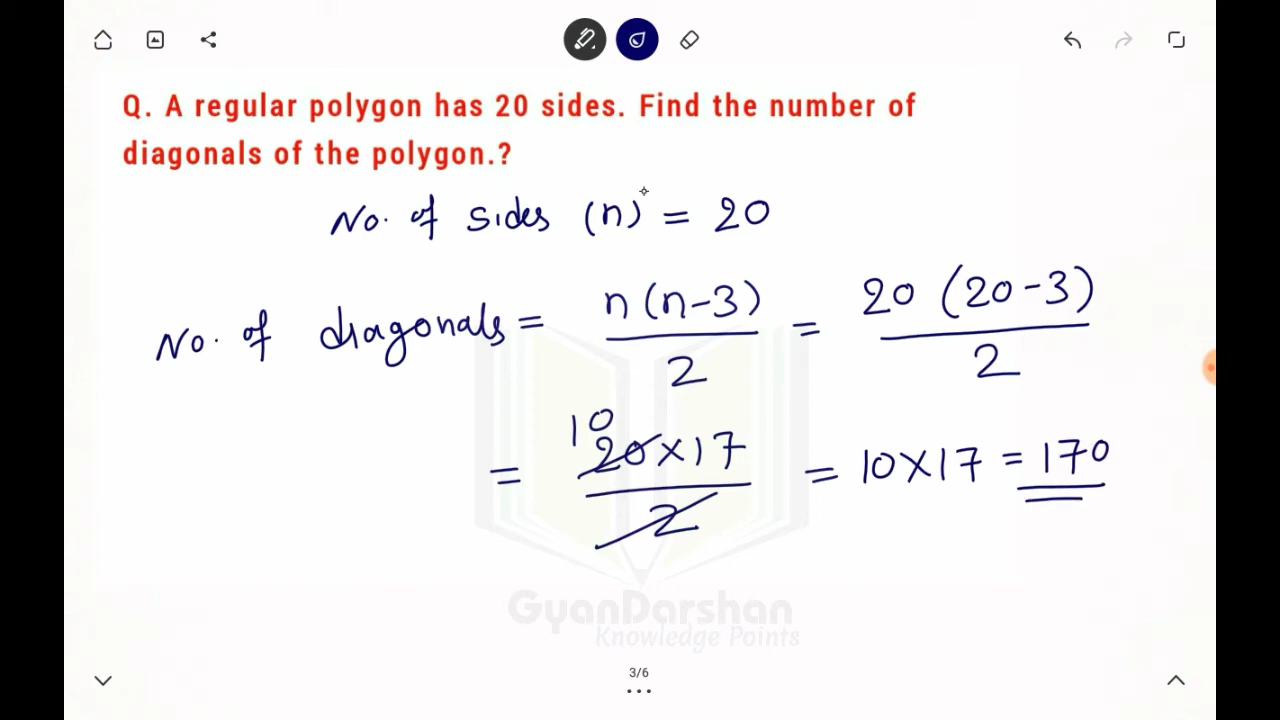 Q. A regular polygon has 20 sides. Find the number of
diagonals of the polygon.?
No. of sides (n) = 20
No. of diagonals = n(n-3)/2 = 20(20-3)/2
= 10 20×17/2 = 10×17 = 170
GyanDarshan
Knowledge Points
3/6